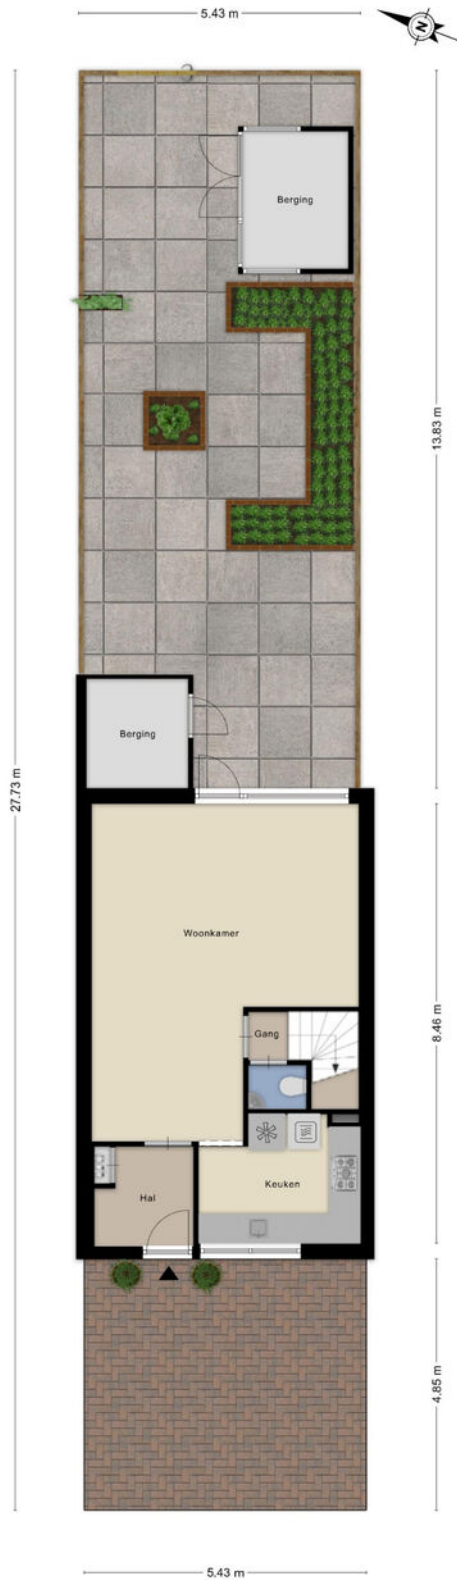 5.43 m
N
Berging
13.83 m
Berging
27.73 m
Woonkamer
Gang
8.46 m
Keuken
Hal
4.85 m
5.43 m